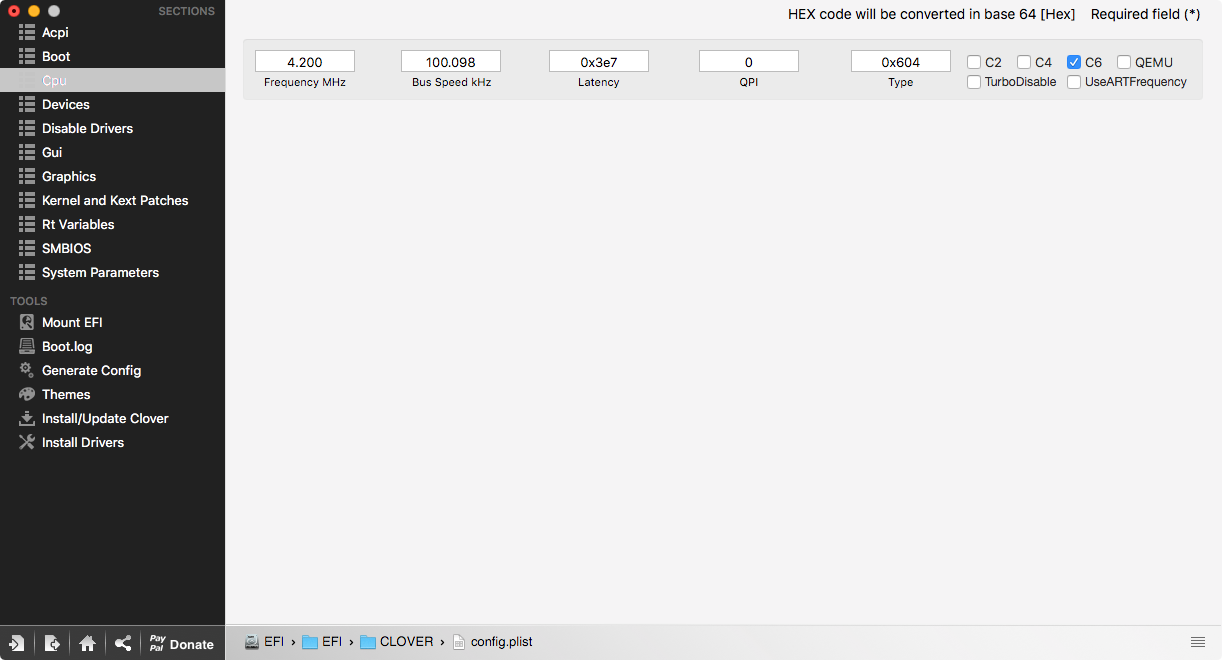 SECTIONS
Acpi
Boot
Cpu
Devices
Disable Drivers
Gui
Graphics
Kernel and Kext Patches
Rt Variables
SMBIOS
System Parameters
TOOLS
Mount EFI
Boot.log
Generate Config
Themes
Install/Update Clover
Install Drivers
Pay
Pal Donate
HEX code will be converted in base 64 [Hex] Required field (*)
4.200 100.098 0x3e7 0 0x604 C2 C4 C6 QEMU
Frequency MHz Bus Speed kHz Latency QPI Type TurboDisable UseARTFrequency
EFI › EFI › CLOVER › config.plist